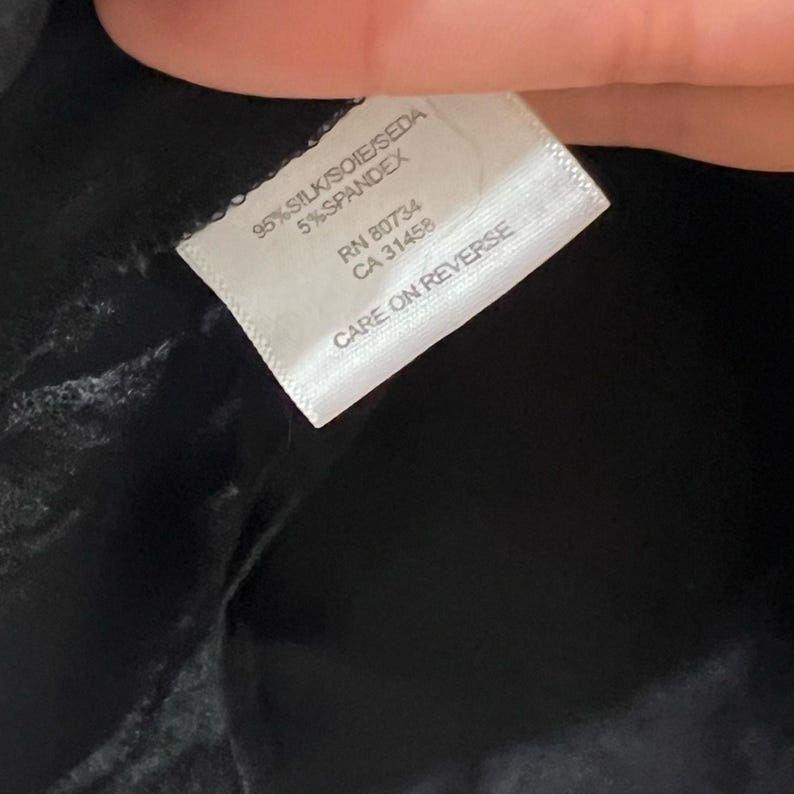 95%SILK/SOIE/SEDA
5%SPANDEX
RN 80734
CA 31458
CARE ON REVERSE